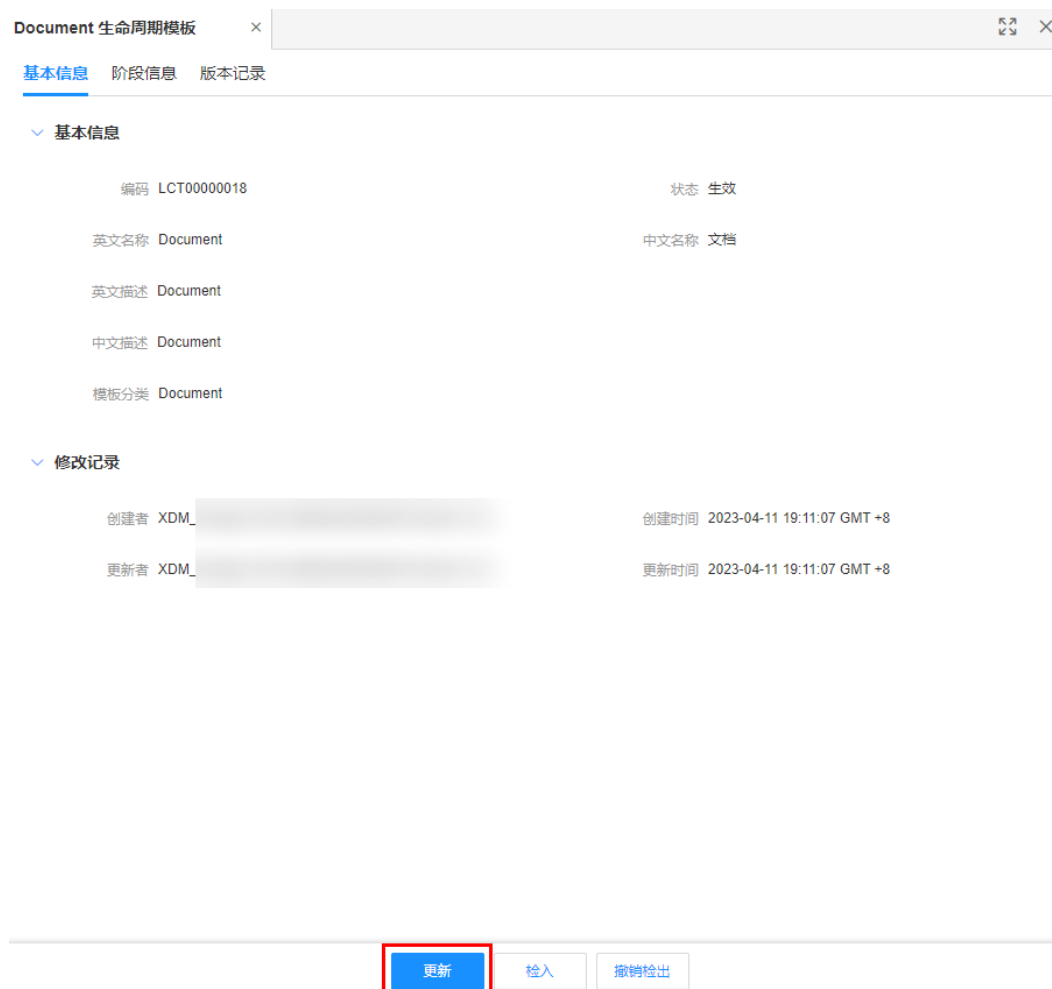 Document 生命周期模板
基本信息 阶段信息 版本记录
基本信息
编码 LCT00000018 状态 生效
英文名称 Document 中文名称 文档
英文描述 Document
中文描述 Document
模板分类 Document
修改记录
创建者 XDM_ 创建时间 2023-04-11 19:11:07 GMT +8
更新者 XDM_ 更新时间 2023-04-11 19:11:07 GMT +8
更新 检入 撤销检出